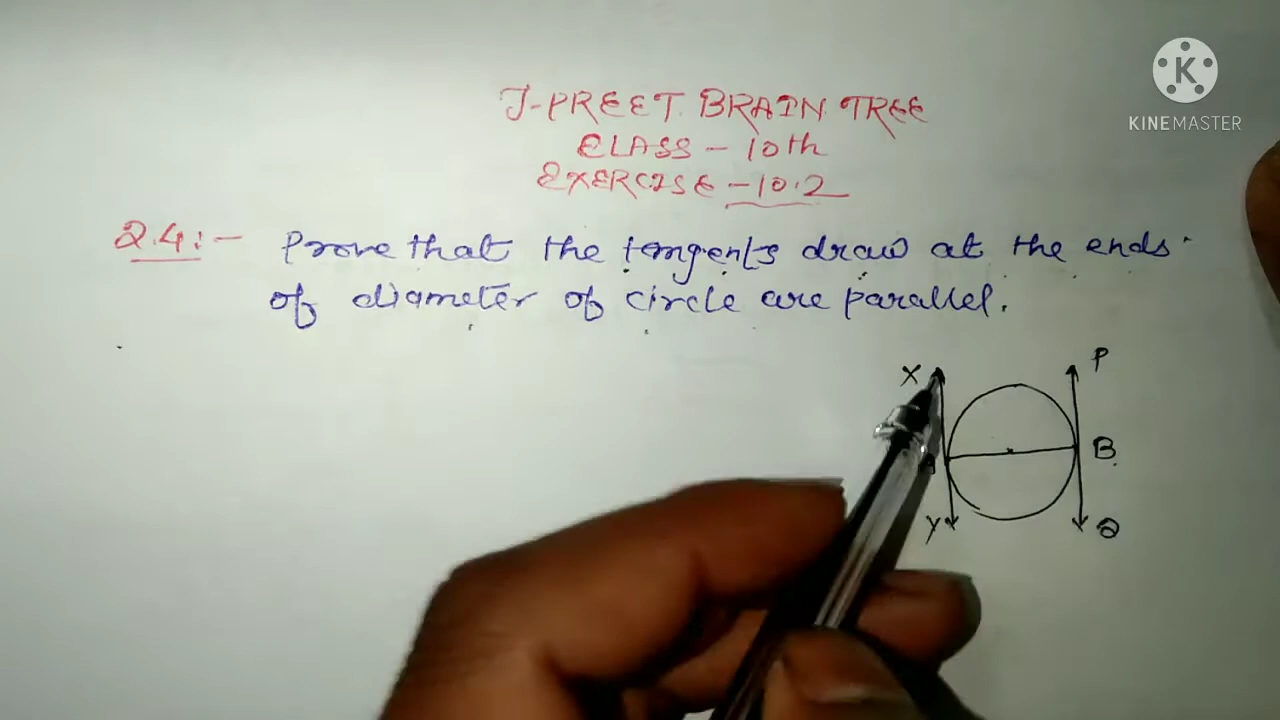 J-PREET BRAIN TREE
CLASS - 10th
EXERCISE - 10.2
Q.4:- Prove that the tangents draw at the ends
of diameter of circle are parallel.
X P
B
Y Q
K
KINEMASTER